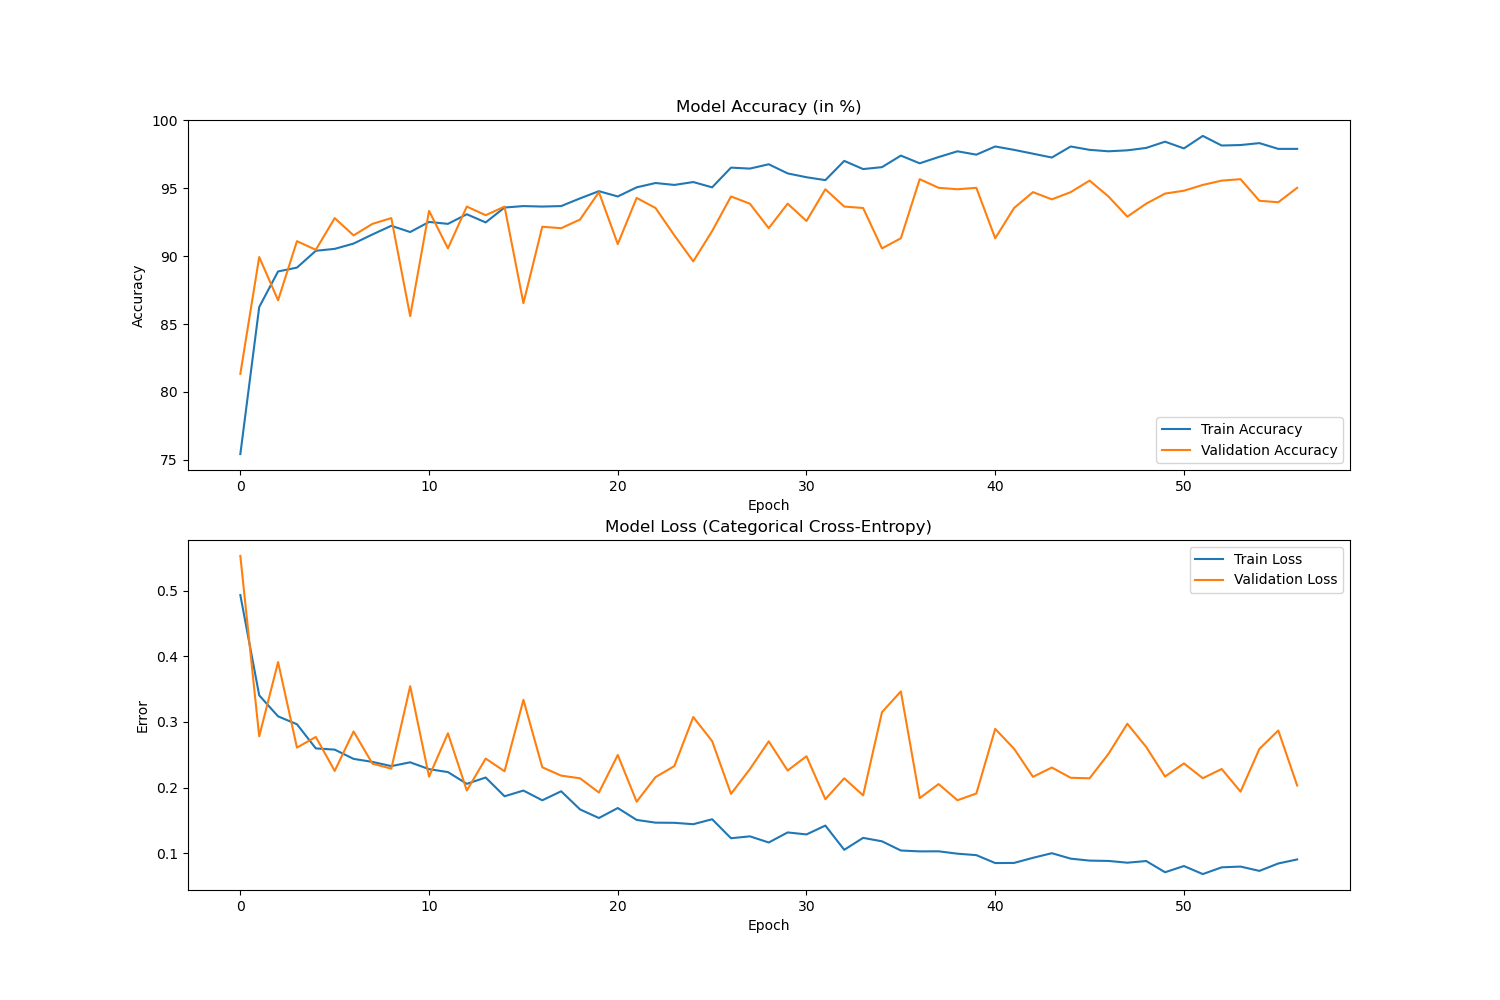 Model Accuracy (in %)
100
95
90
85
80
75
Accuracy
Train Accuracy
Validation Accuracy
0 10 20 30 40 50
Epoch
Model Loss (Categorical Cross-Entropy)
Train Loss
Validation Loss
0.5
0.4
0.3
0.2
0.1
Error
0 10 20 30 40 50
Epoch